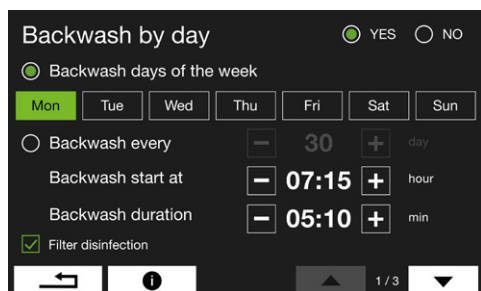 Backwash by day YES NO
Backwash days of the week
Mon Tue Wed Thu Fri Sat Sun
Backwash every − 30 + day
Backwash start at − 07:15 + hour
Backwash duration − 05:10 + min
Filter disinfection
i 1/3